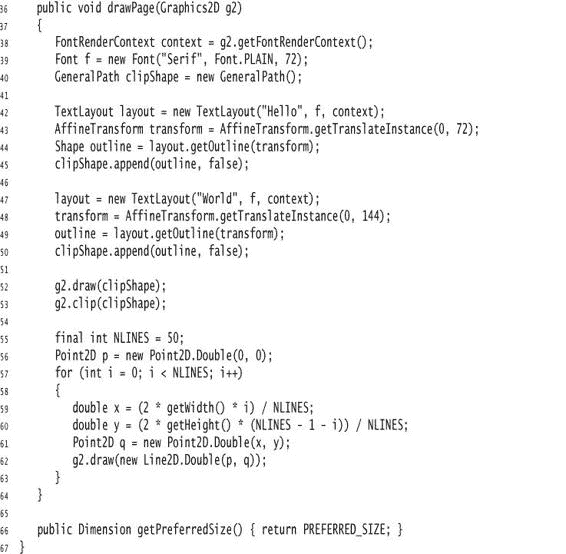 36 public void drawPage(Graphics2D g2)
37 {
38 FontRenderContext context = g2.getFontRenderContext();
39 Font f = new Font("Serif", Font.PLAIN, 72);
40 GeneralPath clipShape = new GeneralPath();
41
42 TextLayout layout = new TextLayout("Hello", f, context);
43 AffineTransform transform = AffineTransform.getTranslateInstance(0, 72);
44 Shape outline = layout.getOutline(transform);
45 clipShape.append(outline, false);
46
47 layout = new TextLayout("World", f, context);
48 transform = AffineTransform.getTranslateInstance(0, 144);
49 outline = layout.getOutline(transform);
50 clipShape.append(outline, false);
51
52 g2.draw(clipShape);
53 g2.clip(clipShape);
54
55 final int NLINES = 50;
56 Point2D p = new Point2D.Double(0, 0);
57 for (int i = 0; i < NLINES; i++)
58 {
59 double x = (2 * getWidth() * i) / NLINES;
60 double y = (2 * getHeight() * (NLINES - 1 - i)) / NLINES;
61 Point2D q = new Point2D.Double(x, y);
62 g2.draw(new Line2D.Double(p, q));
63 }
64 }
65
66 public Dimension getPreferredSize() { return PREFERRED_SIZE; }
67 }